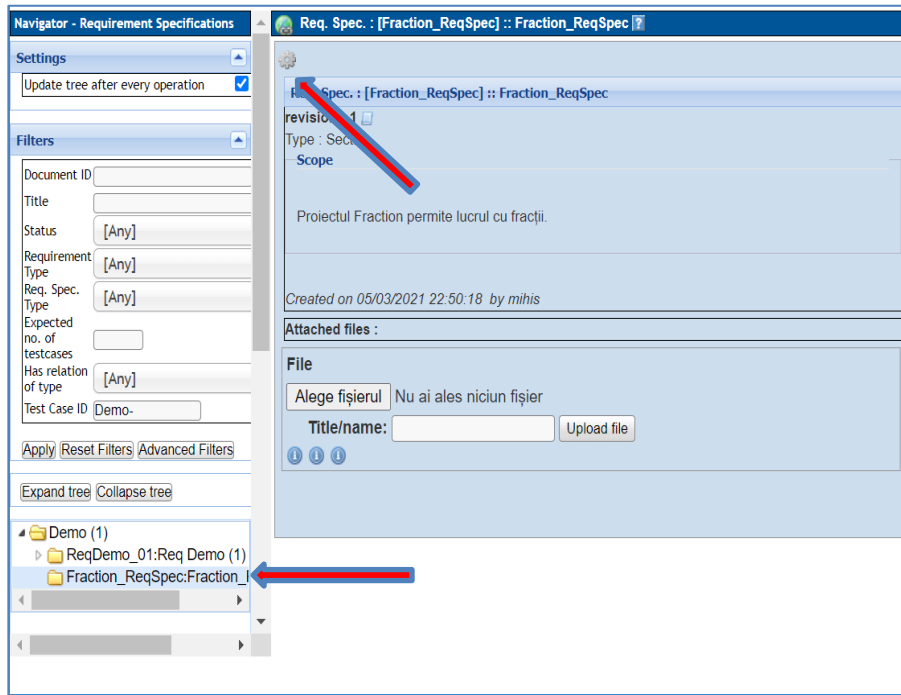 Navigator - Requirement Specifications
Settings
Update tree after every operation
Filters
Document ID
Title
Status [Any]
Requirement
Type [Any]
Req. Spec.
Type [Any]
Expected
no. of
testcases
Has relation
of type [Any]
Test Case ID Demo-
Apply Reset Filters Advanced Filters
Expand tree Collapse tree
Demo (1)
ReqDemo_01:Req Demo (1)
Fraction_ReqSpec:Fraction_
Req. Spec. : [Fraction_ReqSpec] :: Fraction_ReqSpec ?
Spec. : [Fraction_ReqSpec] :: Fraction_ReqSpec
revision 1
Type :
Scope
Proiectul Fraction permite lucrul cu fracții.
Created on 05/03/2021 22:50:18 by mihis
Attached files :
File
Alege fișierul Nu ai ales niciun fișier
Title/name: Upload file